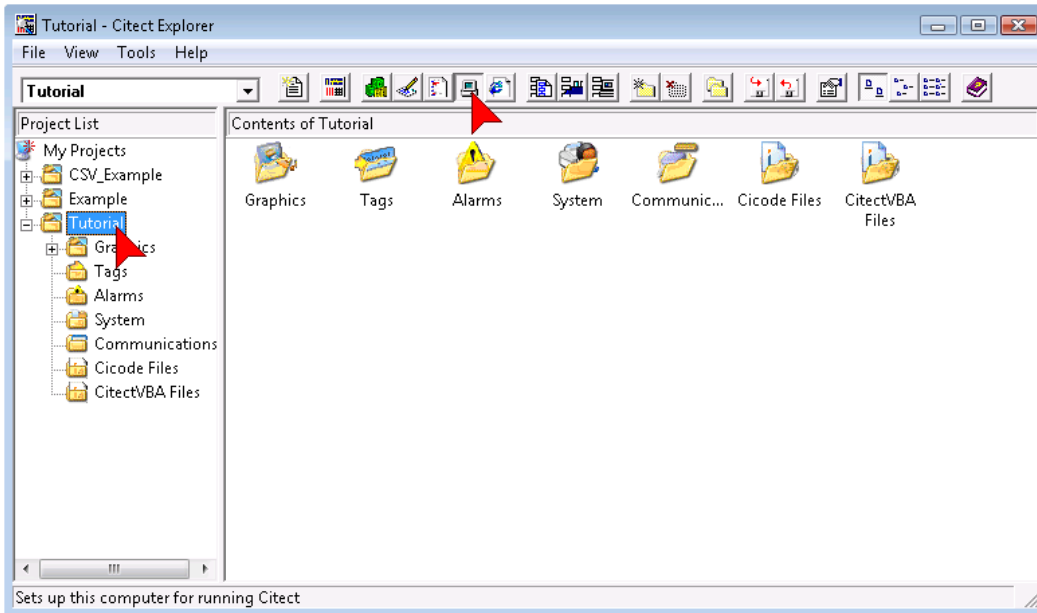 Tutorial - Citect Explorer
File View Tools Help
Tutorial
Project List
Contents of Tutorial
My Projects
CSV_Example
Example
Tutorial
Graphics
Tags
Alarms
System
Communications
Cicode Files
CitectVBA Files
Graphics
Tags
Alarms
System
Communic...
Cicode Files
CitectVBA
Files
Sets up this computer for running Citect